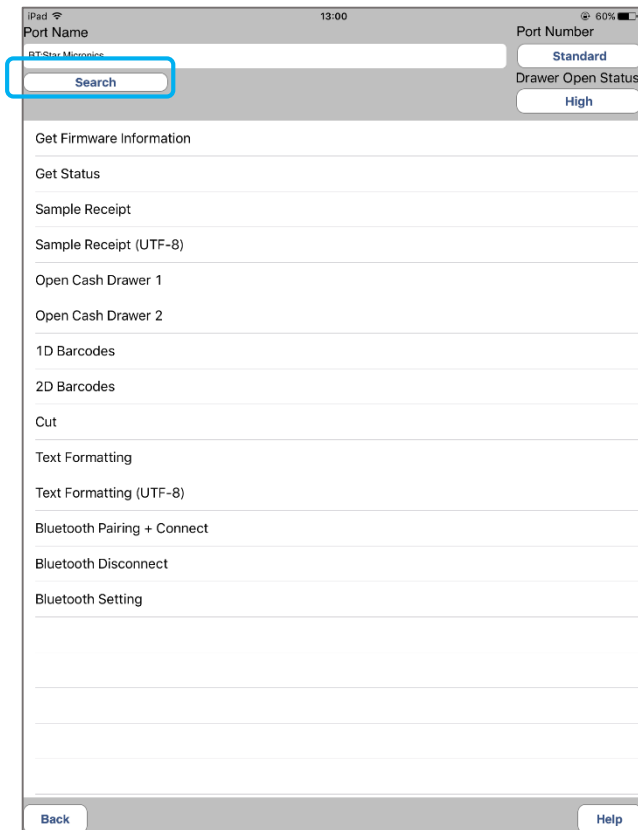 iPad 13:00 60%
Port Name Port Number
BT:Star Micronics Standard
Search Drawer Open Status
High
Get Firmware Information
Get Status
Sample Receipt
Sample Receipt (UTF-8)
Open Cash Drawer 1
Open Cash Drawer 2
1D Barcodes
2D Barcodes
Cut
Text Formatting
Text Formatting (UTF-8)
Bluetooth Pairing + Connect
Bluetooth Disconnect
Bluetooth Setting
Back Help